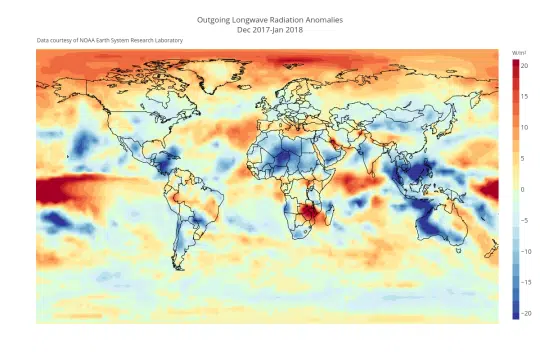 Outgoing Longwave Radiation Anomalies
Dec 2017-Jan 2018
Data courtesy of NOAA Earth System Research Laboratory
W/m²
20
15
10
5
0
−5
−10
−15
−20